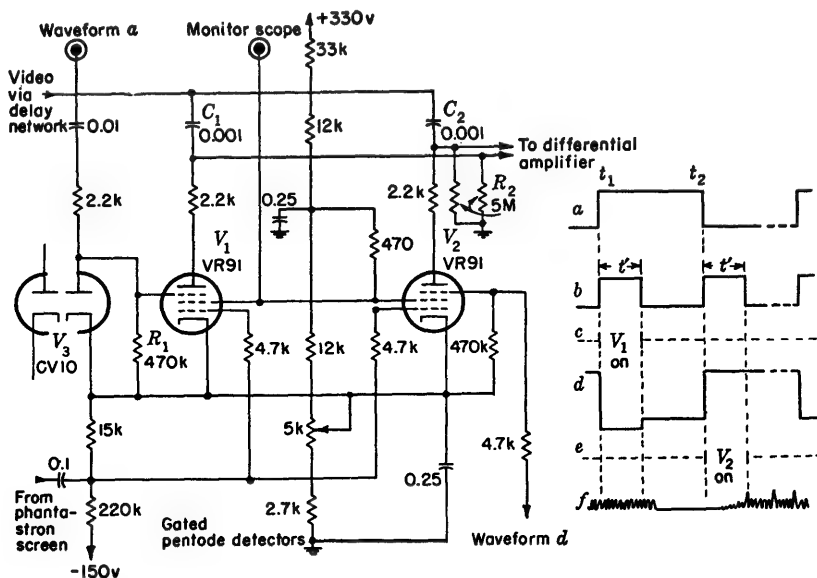 Waveform a
Monitor scope
+330v
33k
Video
via
delay
network
0.01
C1
0.001
12k
C2
0.001
To differential
amplifier
2.2k
2.2k
0.25
2.2k
R2
5M
V1
VR91
470
V2
VR91
V3
CV10
R1
470k
4.7k
12k
4.7k
470k
15k
5k
4.7k
0.1
From
phanta-
stron
screen
220k
-150v
Gated
pentode detectors
2.7k
0.25
Waveform d
t1
t2
a
t'
t'
b
c
V1
on
d
e
V2
on
f